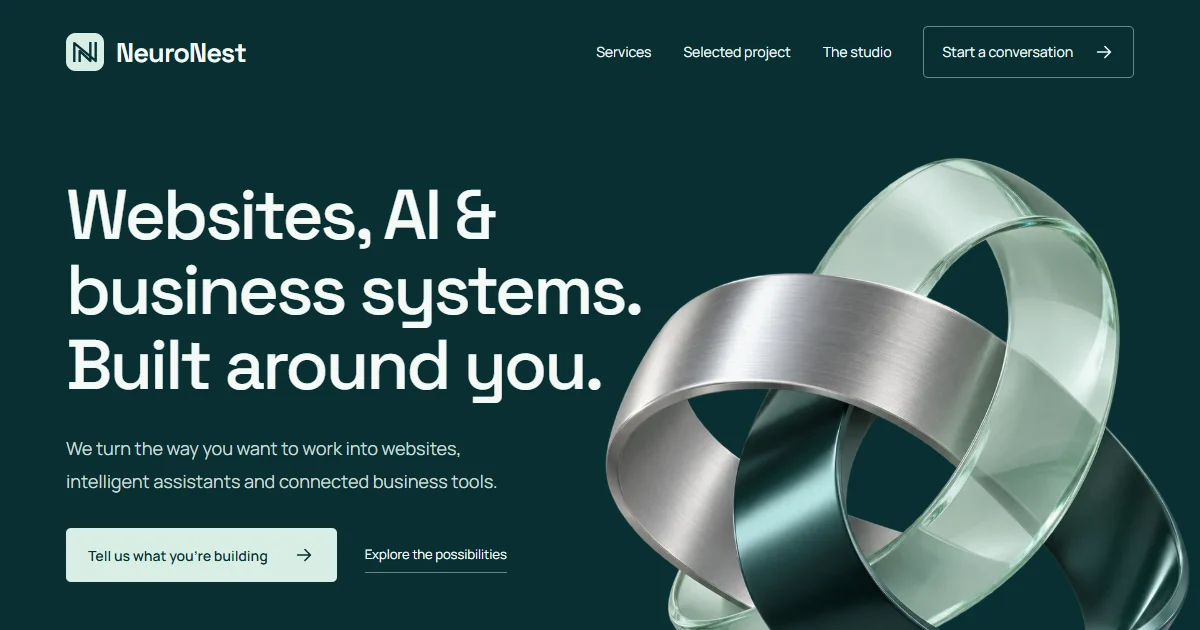 NeuroNest
Services
Selected project
The studio
Start a conversation
Websites, AI &
business systems.
Built around you.
We turn the way you want to work into websites,
intelligent assistants and connected business tools.
Tell us what you're building
Explore the possibilities